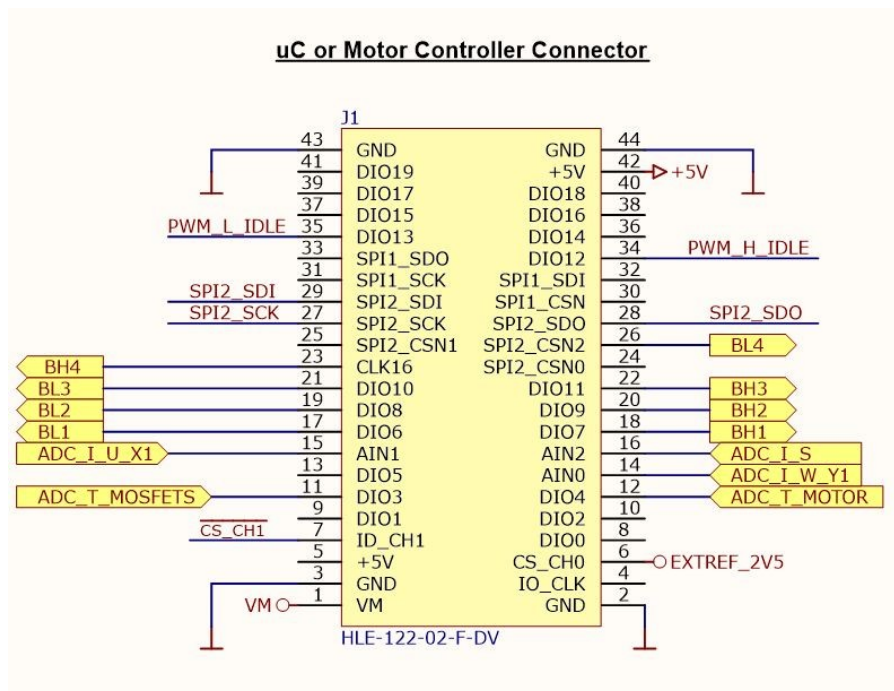 uC or Motor Controller Connector
J1
43 GND GND 44
41 DIO19 +5V 42 +5V
39 DIO17 DIO18 40
37 DIO15 DIO16 38
PWM_L_IDLE 35 DIO13 DIO14 36
33 SPI1_SDO DIO12 34 PWM_H_IDLE
31 SPI1_SCK SPI1_SDI 32
SPI2_SDI 29 SPI2_SDI SPI1_CSN 30
SPI2_SCK 27 SPI2_SCK SPI2_SDO 28 SPI2_SDO
25 SPI2_CSN1 SPI2_CSN2 26 BL4
BH4 23 CLK16 SPI2_CSN0 24
BL3 21 DIO10 DIO11 22 BH3
BL2 19 DIO8 DIO9 20 BH2
BL1 17 DIO6 DIO7 18 BH1
ADC_I_U_X1 15 AIN1 AIN2 16 ADC_I_S
13 DIO5 AIN0 14 ADC_I_W_Y1
ADC_T_MOSFETS 11 DIO3 DIO4 12 ADC_T_MOTOR
9 DIO1 DIO2 10
CS_CH1 7 ID_CH1 DIO0 8
5 +5V CS_CH0 6 EXTREF_2V5
3 GND IO_CLK 4
VM 1 VM GND 2
HLE-122-02-F-DV